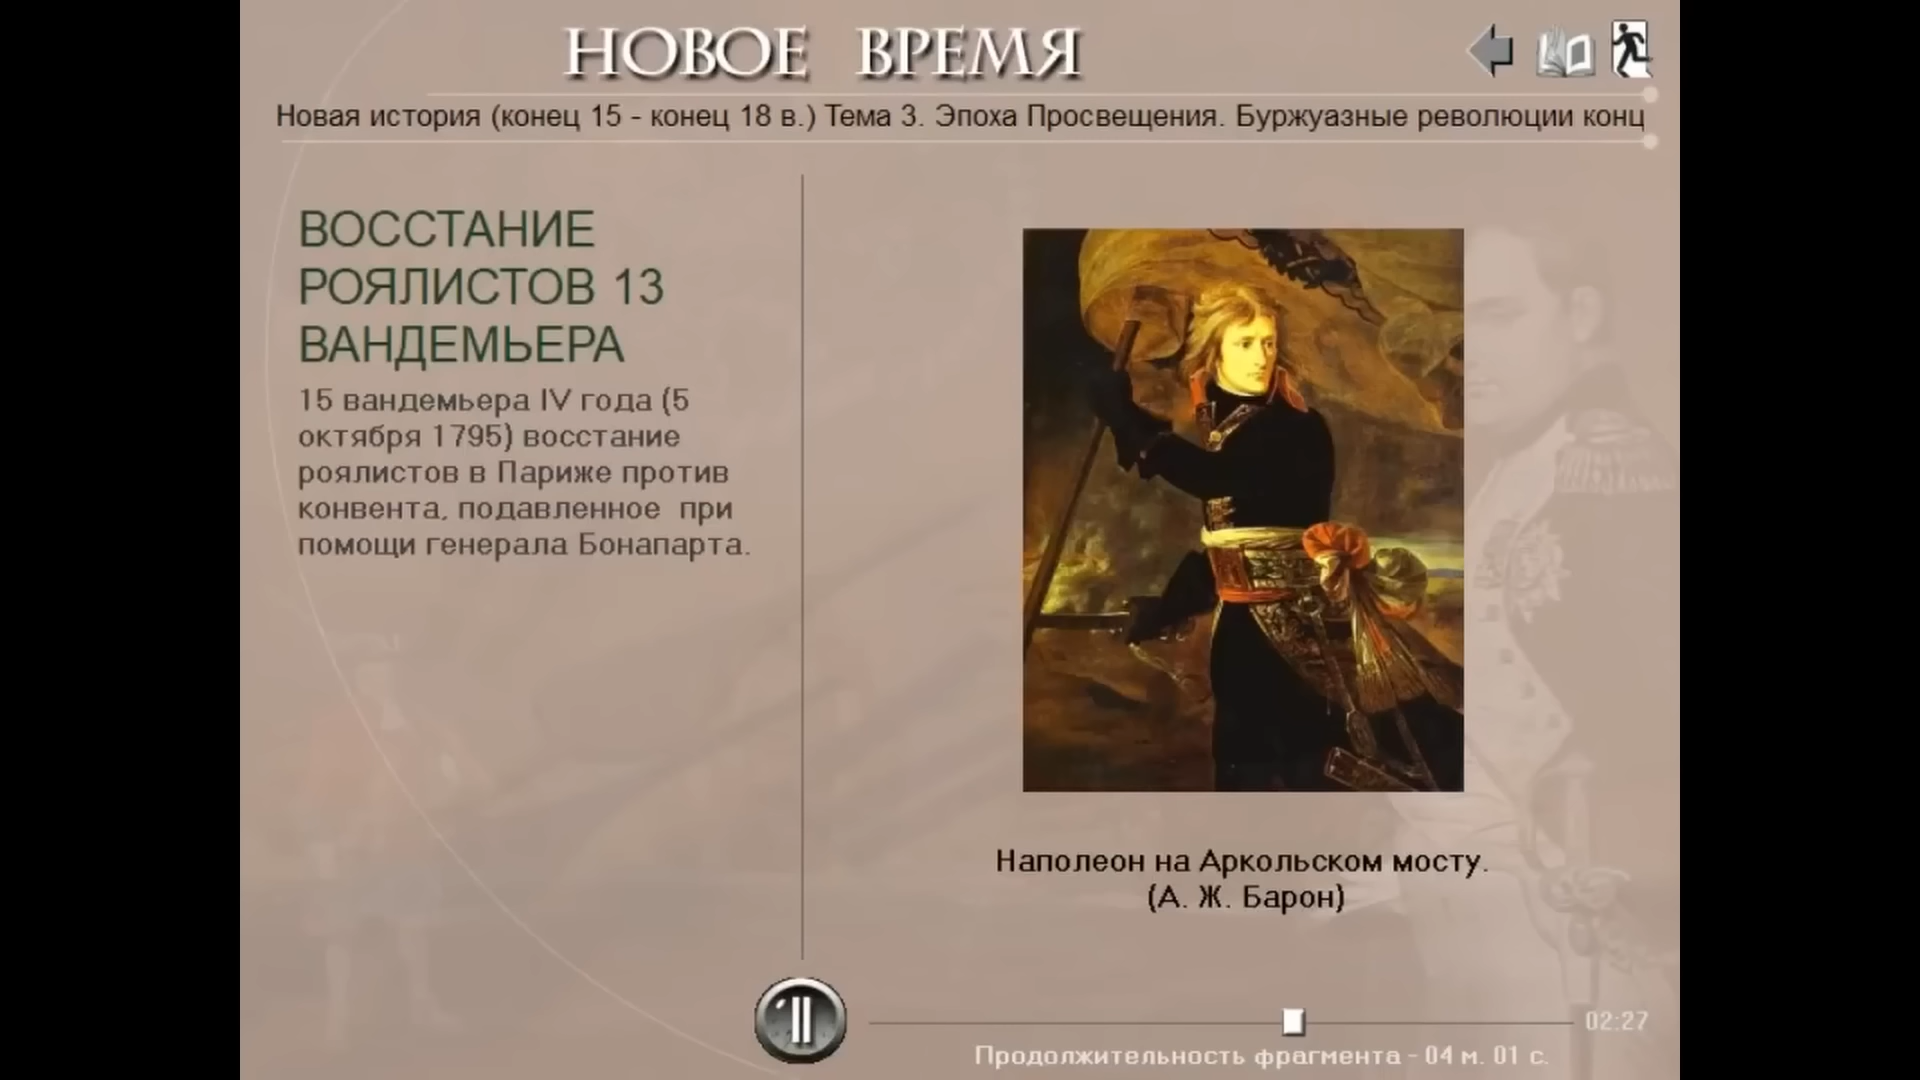 НОВОЕ ВРЕМЯ
Новая история (конец 15 - конец 18 в.) Тема 3. Эпоха Просвещения. Буржуазные революции конц
ВОССТАНИЕ
РОЯЛИСТОВ 13
ВАНДЕМЬЕРА
15 вандемьера IV года (5
октября 1795) восстание
роялистов в Париже против
конвента, подавленное при
помощи генерала Бонапарта.
Наполеон на Аркольском мосту.
(А. Ж. Барон)
02:27
Продолжительность фрагмента - 04 м. 01 с.